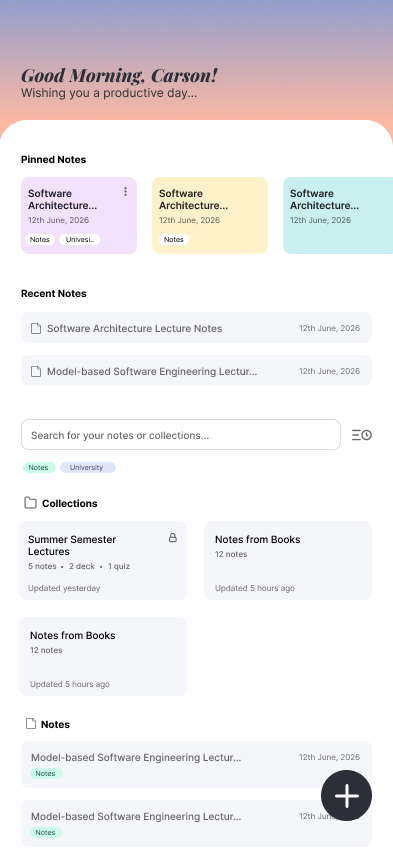 Good Morning, Carson!
Wishing you a productive day...
Pinned Notes
Software
Architecture...
12th June, 2026
Notes
Univesi..
Software
Architecture...
12th June, 2026
Notes
Software
Architecture...
12th June, 2026
Recent Notes
Software Architecture Lecture Notes
12th June, 2026
Model-based Software Engineering Lectur...
12th June, 2026
Search for your notes or collections...
Notes
University
Collections
Summer Semester
Lectures
5 notes • 2 deck • 1 quiz
Updated yesterday
Notes from Books
12 notes
Updated 5 hours ago
Notes from Books
12 notes
Updated 5 hours ago
Notes
Model-based Software Engineering Lectur...
12th June, 2026
Notes
Model-based Software Engineering Lectur...
12th
Notes